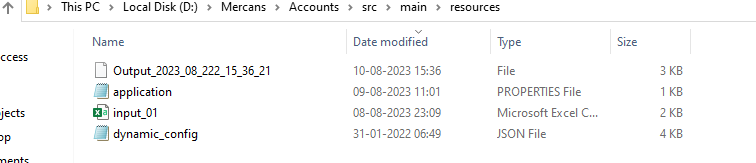 This PC > Local Disk (D:) > Mercans > Accounts > src > main > resources
Name Date modified Type Size
ccess
Output_2023_08_222_15_36_21 10-08-2023 15:36 File 3 KB
application 09-08-2023 11:01 PROPERTIES File 1 KB
ojects input_01 08-08-2023 23:09 Microsoft Excel C... 2 KB
op dynamic_config 31-01-2022 06:49 JSON File 4 KB
ents